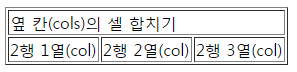 옆 칸(cols)의 셀 합치기
2행 1열(col) 2행 2열(col) 2행 3열(col)